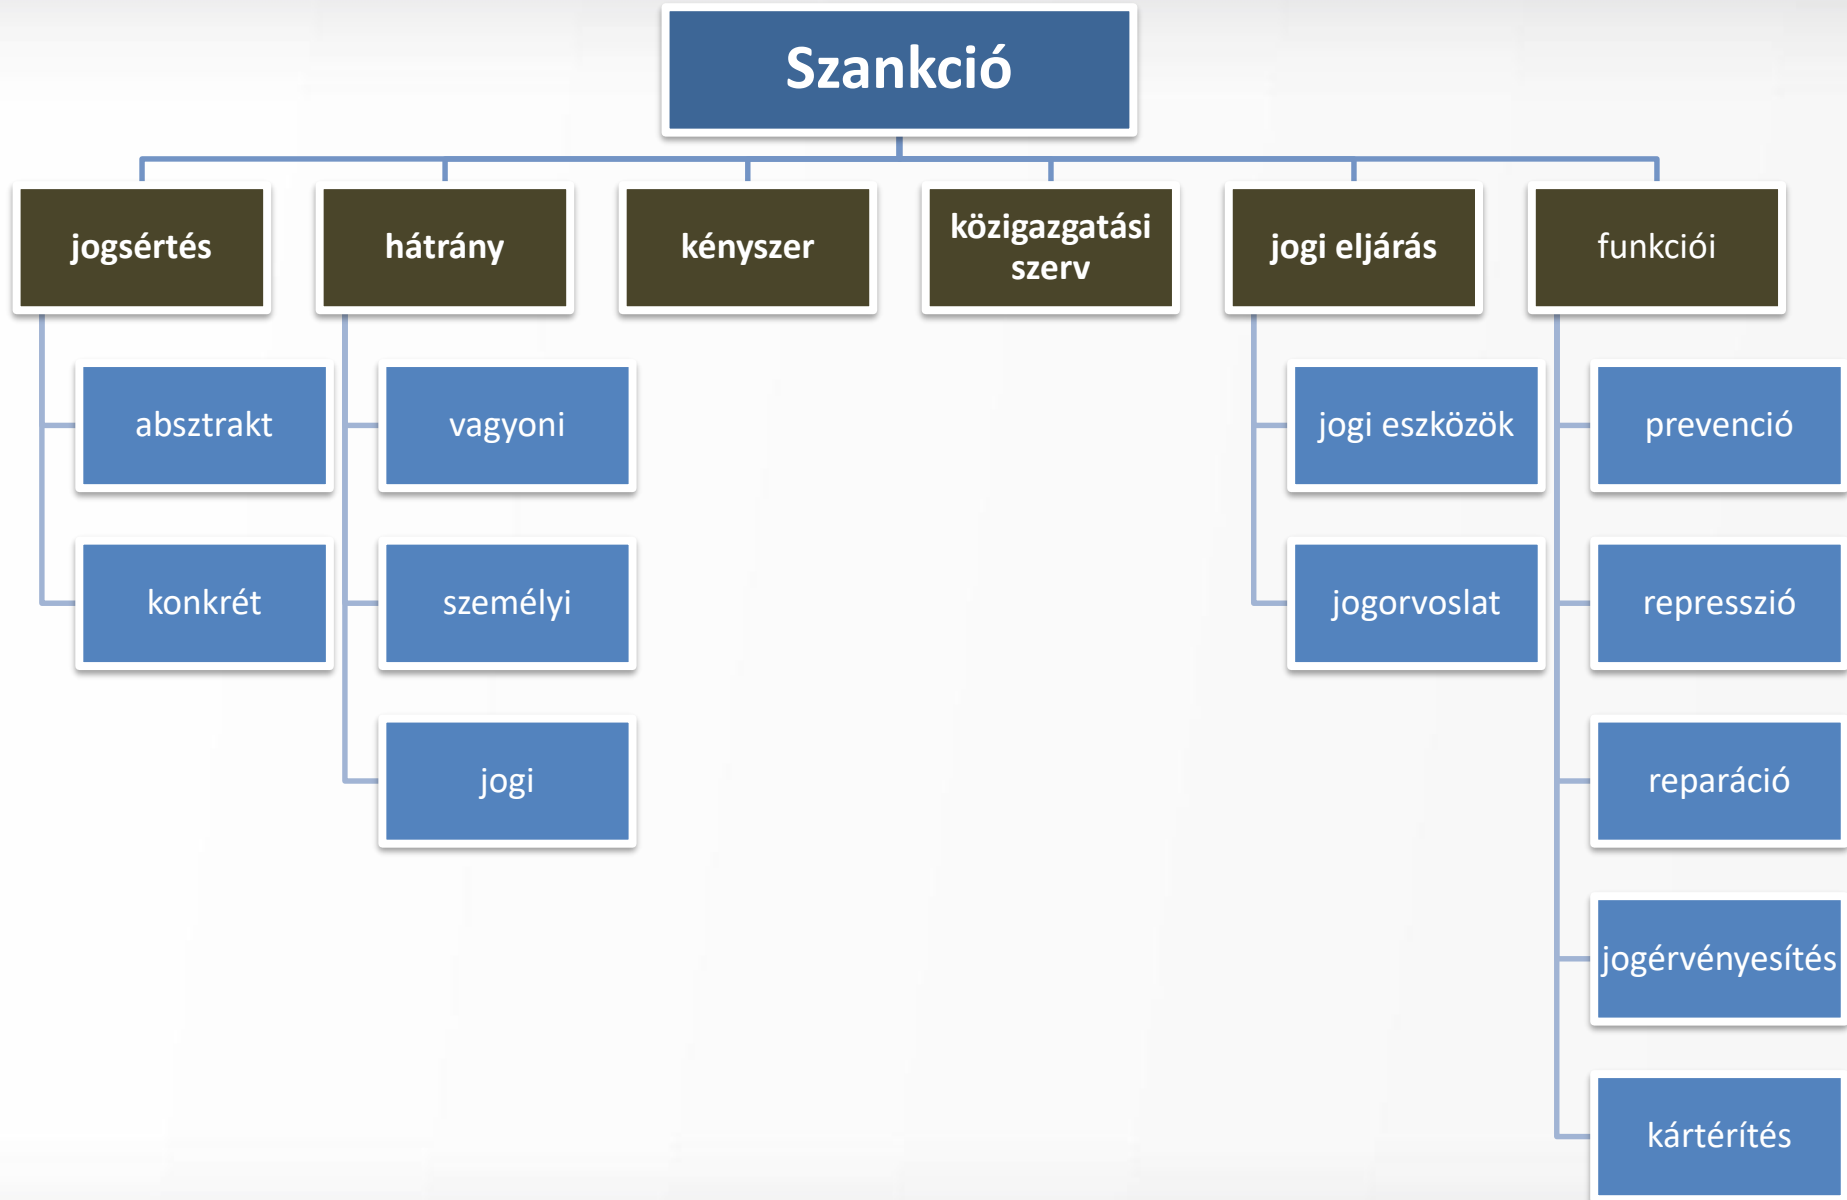 Szankció
jogsértés
absztrakt
konkrét
hátrány
vagyoni
személyi
jogi
kényszer
közigazgatási
szerv
jogi eljárás
jogi eszközök
jogorvoslat
funkciói
prevenció
represszió
reparáció
jogérvényesítés
kártérítés